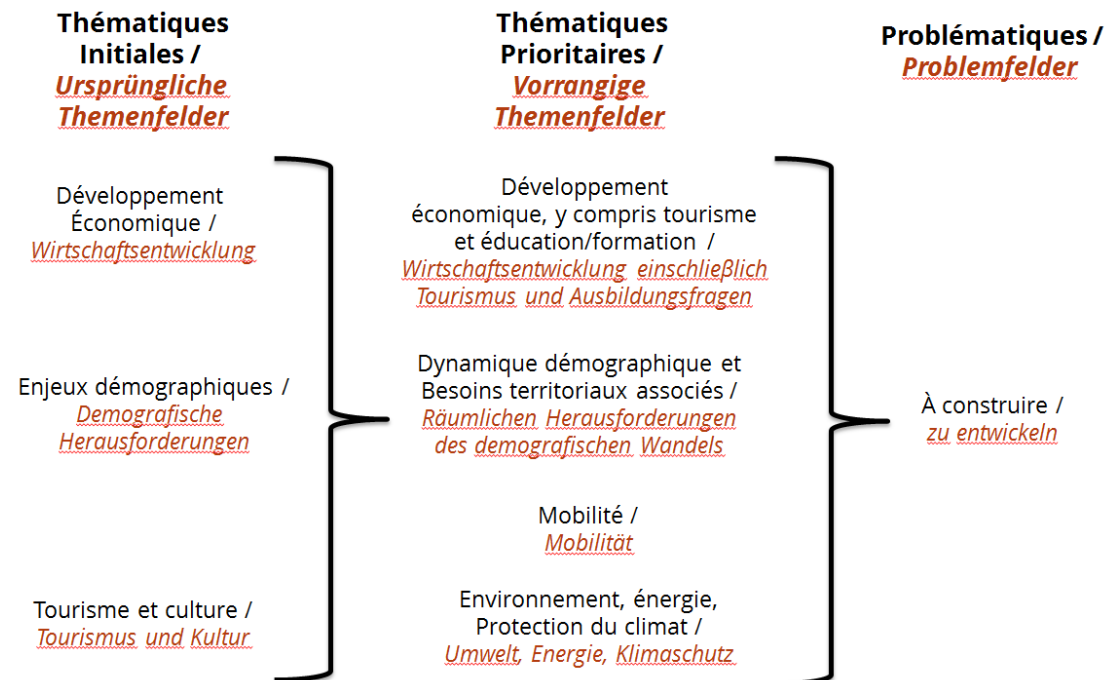 Thématiques
Initiales /
Ursprüngliche
Themenfelder
Développement
Économique /
Wirtschaftsentwicklung
Enjeux démographiques /
Demografische
Herausforderungen
Tourisme et culture /
Tourismus und Kultur
Thématiques
Prioritaires /
Vorrangige
Themenfelder
Développement
économique, y compris tourisme
et éducation/formation /
Wirtschaftsentwicklung einschließlich
Tourismus und Ausbildungsfragen
Dynamique démographique et
Besoins territoriaux associés /
Räumlichen Herausforderungen
des demografischen Wandels
Mobilité /
Mobilität
Environnement, énergie,
Protection du climat /
Umwelt, Energie, Klimaschutz
Problématiques /
Problemfelder
À construire /
zu entwickeln